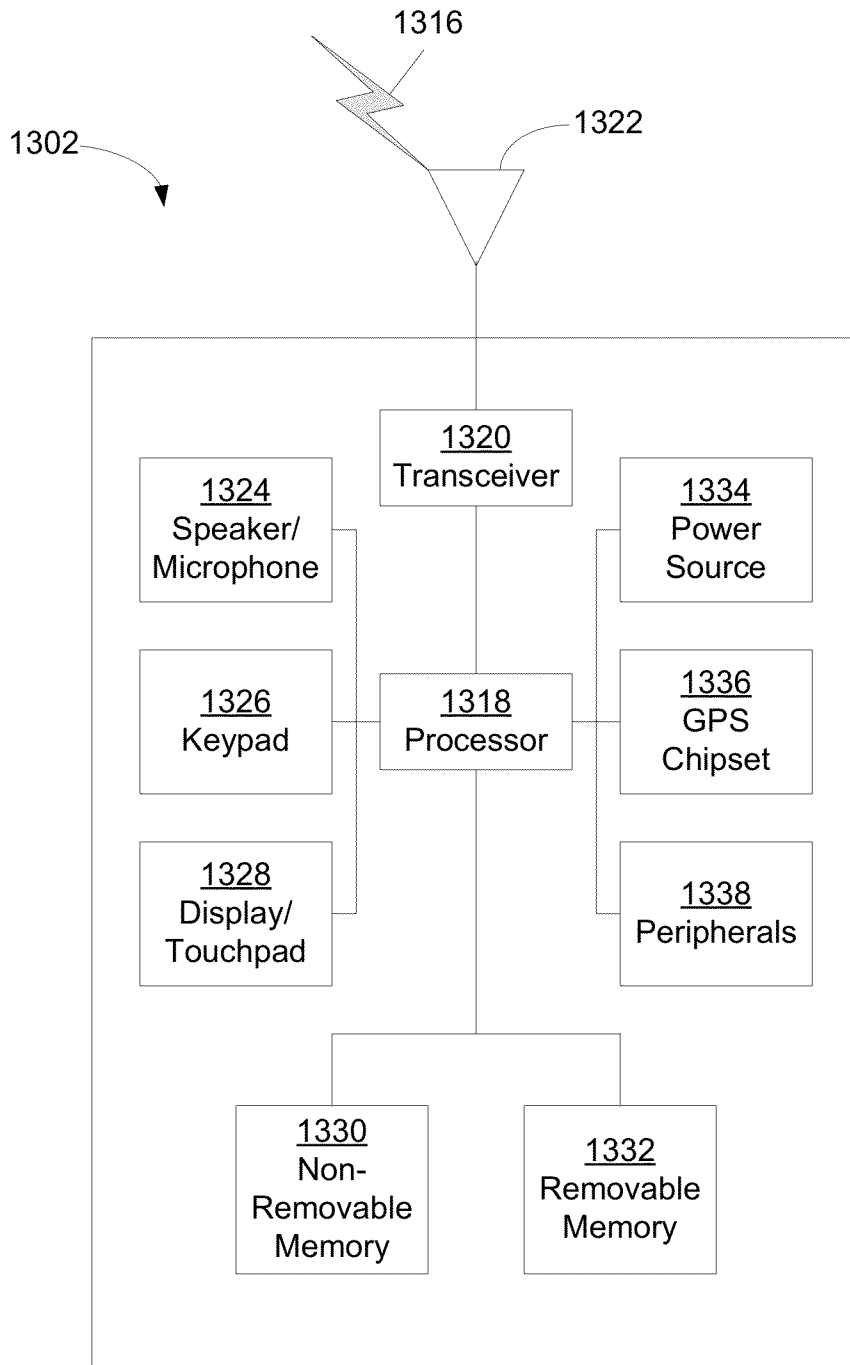 1316
1322
1302
1320
Transceiver
1324
Speaker/
Microphone
1334
Power
Source
1326
Keypad
1318
Processor
1336
GPS
Chipset
1328
Display/
Touchpad
1338
Peripherals
1330
Non-
Removable
Memory
1332
Removable
Memory